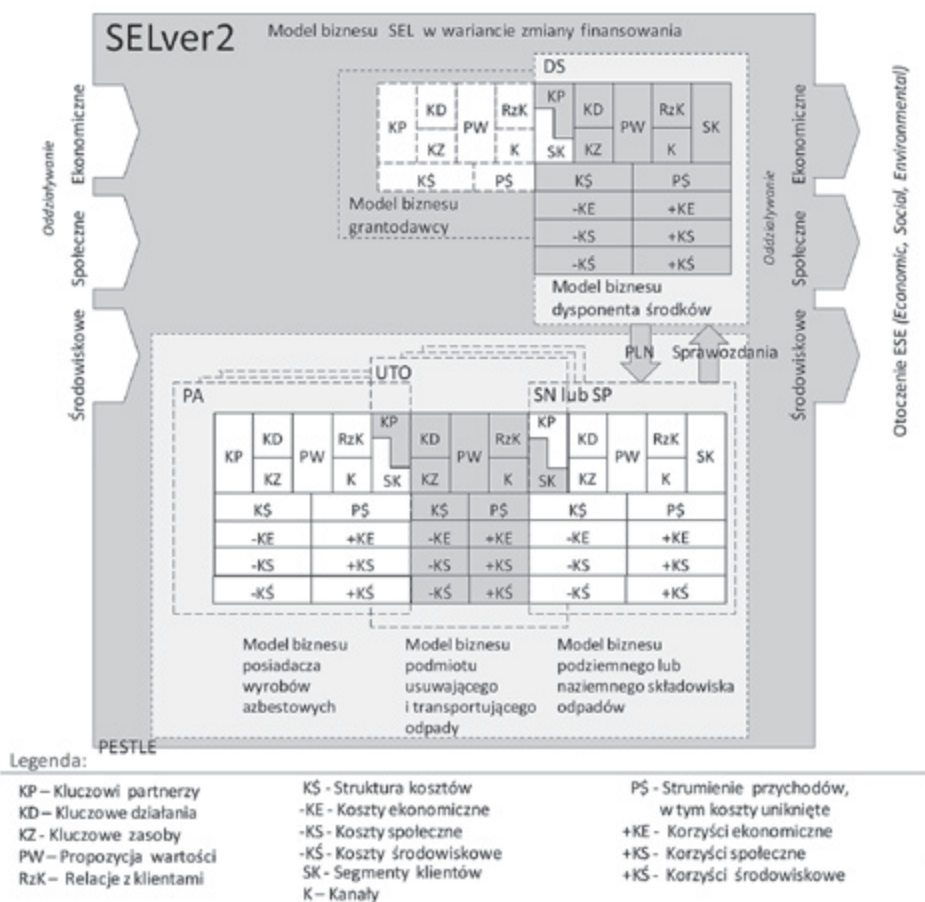 SELver2 Model biznesu SEL w wariancie zmiany finansowania
DS
KP KD PW RzK KP KD PW RzK SK
KZ K SK KZ K
K$ P$ K$ P$
Model biznesu
grantodawcy
-KE +KE
-KS +KS
-KŚ +KŚ
Model biznesu
dysponenta środków
Oddziaływanie
Ekonomiczne
Społeczne
Środowiskowe
Oddziaływanie
Ekonomiczne
Społeczne
Środowiskowe
Otoczenie ESE (Economic, Social, Environmental)
PLN Sprawozdania
UTO
PA
SN lub SP
KP KD PW RzK KP KD PW RzK KP KD PW RzK SK
KZ K SK KZ K SK KZ K
K$ P$ K$ P$ K$ P$
-KE +KE -KE +KE -KE +KE
-KS +KS -KS +KS -KS +KS
-KŚ +KŚ -KŚ +KŚ -KŚ +KŚ
Model biznesu
posiadacza
wyrobów
azbestowych
Model biznesu
podmiotu
usuwającego
i transportującego
odpady
Model biznesu
podziemnego lub
naziemnego składowiska
odpadów
PESTLE
Legenda:
KP – Kluczowi partnerzy
KD – Kluczowe działania
KZ - Kluczowe zasoby
PW – Propozycja wartości
RzK – Relacje z klientami
K$ - Struktura kosztów
-KE - Koszty ekonomiczne
-KS - Koszty społeczne
-KŚ - Koszty środowiskowe
SK - Segmenty klientów
K – Kanały
P$ - Strumienie przychodów,
w tym koszty uniknięte
+KE - Korzyści ekonomiczne
+KS - Korzyści społeczne
+KŚ - Korzyści środowiskowe